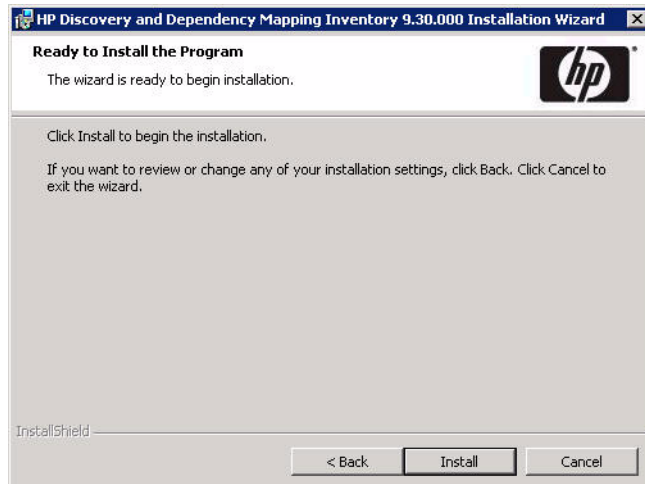 HP Discovery and Dependency Mapping Inventory 9.30.000 Installation Wizard
Ready to Install the Program
The wizard is ready to begin installation.
hp
Click Install to begin the installation.
If you want to review or change any of your installation settings, click Back. Click Cancel to
exit the wizard.
InstallShield
< Back Install Cancel